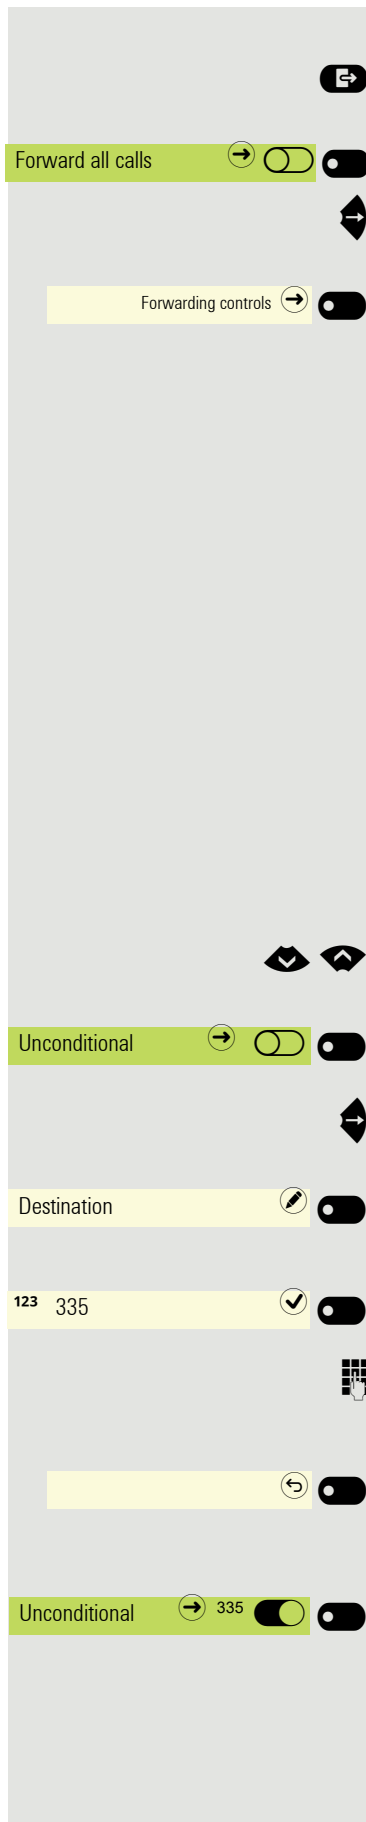 Forward all calls
Forwarding controls
Unconditional
Destination
123 335
Unconditional 335